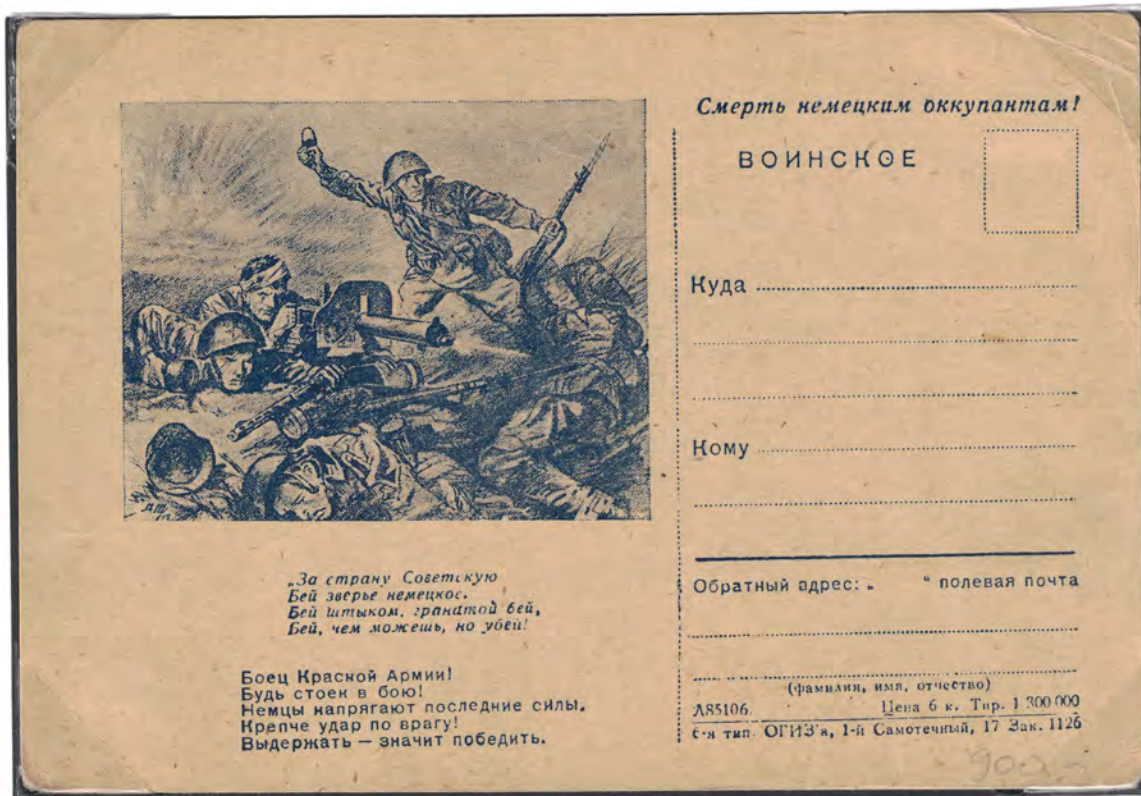 „За страну Советскую
Бей зверье немецкое.
Бей штыком, гранатой бей,
Бей, чем можешь, но убей!
Боец Красной Армии!
Будь стоек в бою!
Немцы напрягают последние силы.
Крепче удар по врагу!
Выдержать — значит победить.
Смерть немецким оккупантам!
ВОИНСКОЕ
Куда
Кому
Обратный адрес: „ “ полевая почта
(фамилия, имя, отчество)
А85106. Цена 6 к. Тир. 1 300 000
6-я тип. ОГИЗ'а, 1-й Самотечный, 17 Зак. 1126
900.-